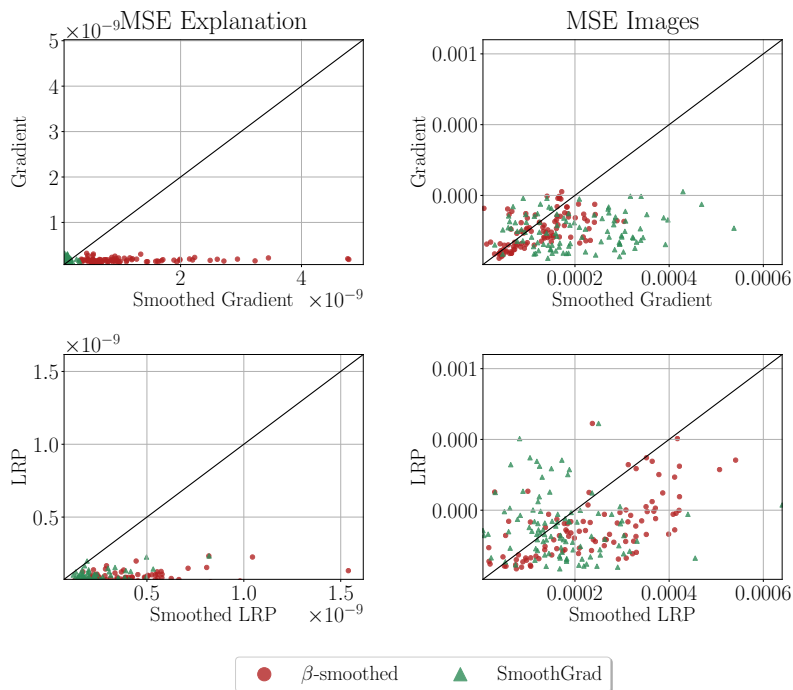 MSE Explanation
×10⁻⁹
5
4
3
2
1
Gradient
2 4
Smoothed Gradient ×10⁻⁹
MSE Images
0.001
0.000
0.000
Gradient
0.0002 0.0004 0.0006
Smoothed Gradient
×10⁻⁹
1.5
1.0
0.5
LRP
0.5 1.0 1.5
Smoothed LRP ×10⁻⁹
0.001
0.000
0.000
LRP
0.0002 0.0004 0.0006
Smoothed LRP
β-smoothed SmoothGrad